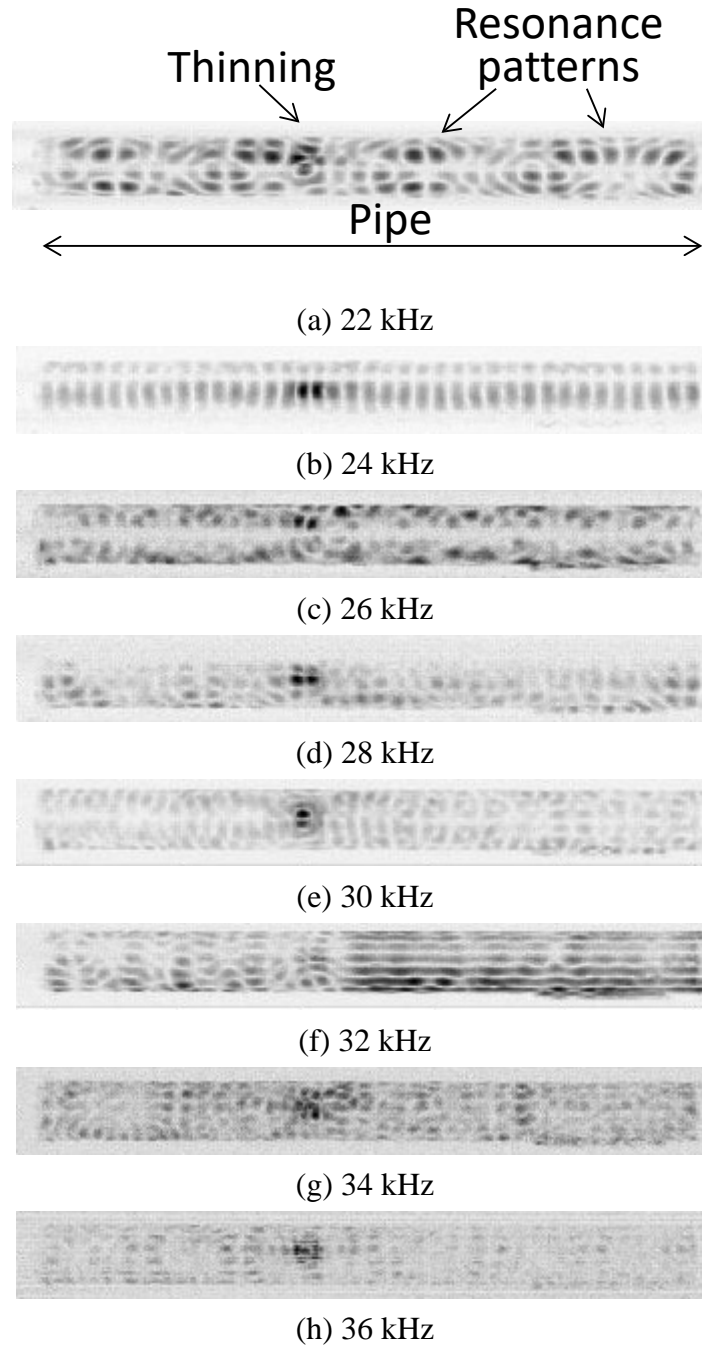 Resonance
Thinning patterns
Pipe
(a) 22 kHz
(b) 24 kHz
(c) 26 kHz
(d) 28 kHz
(e) 30 kHz
(f) 32 kHz
(g) 34 kHz
(h) 36 kHz